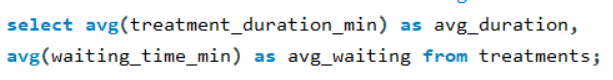 select avg(treatment_duration_min) as avg_duration,
avg(waiting_time_min) as avg_waiting from treatments;